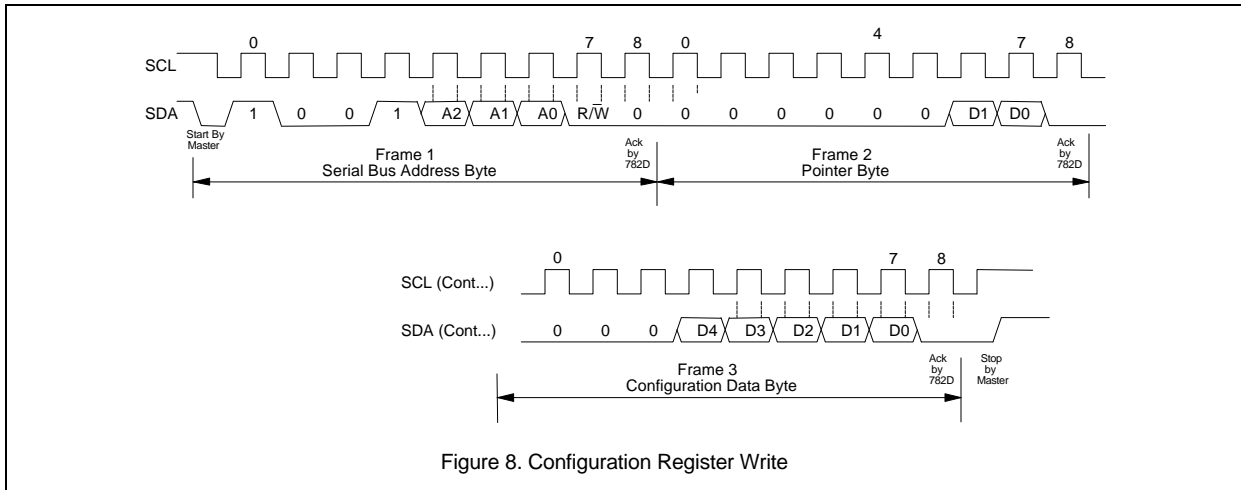 0 7 8 0 4 7 8
SCL
SDA 1 0 0 1 A2 A1 A0 R/W 0 0 0 0 0 0 0 D1 D0
Start By
Master
Ack
by
782D
Ack
by
782D
Frame 1
Serial Bus Address Byte
Frame 2
Pointer Byte
0 7 8
SCL (Cont...)
SDA (Cont...) 0 0 0 D4 D3 D2 D1 D0
Ack
by
782D
Stop
by
Master
Frame 3
Configuration Data Byte
Figure 8. Configuration Register Write